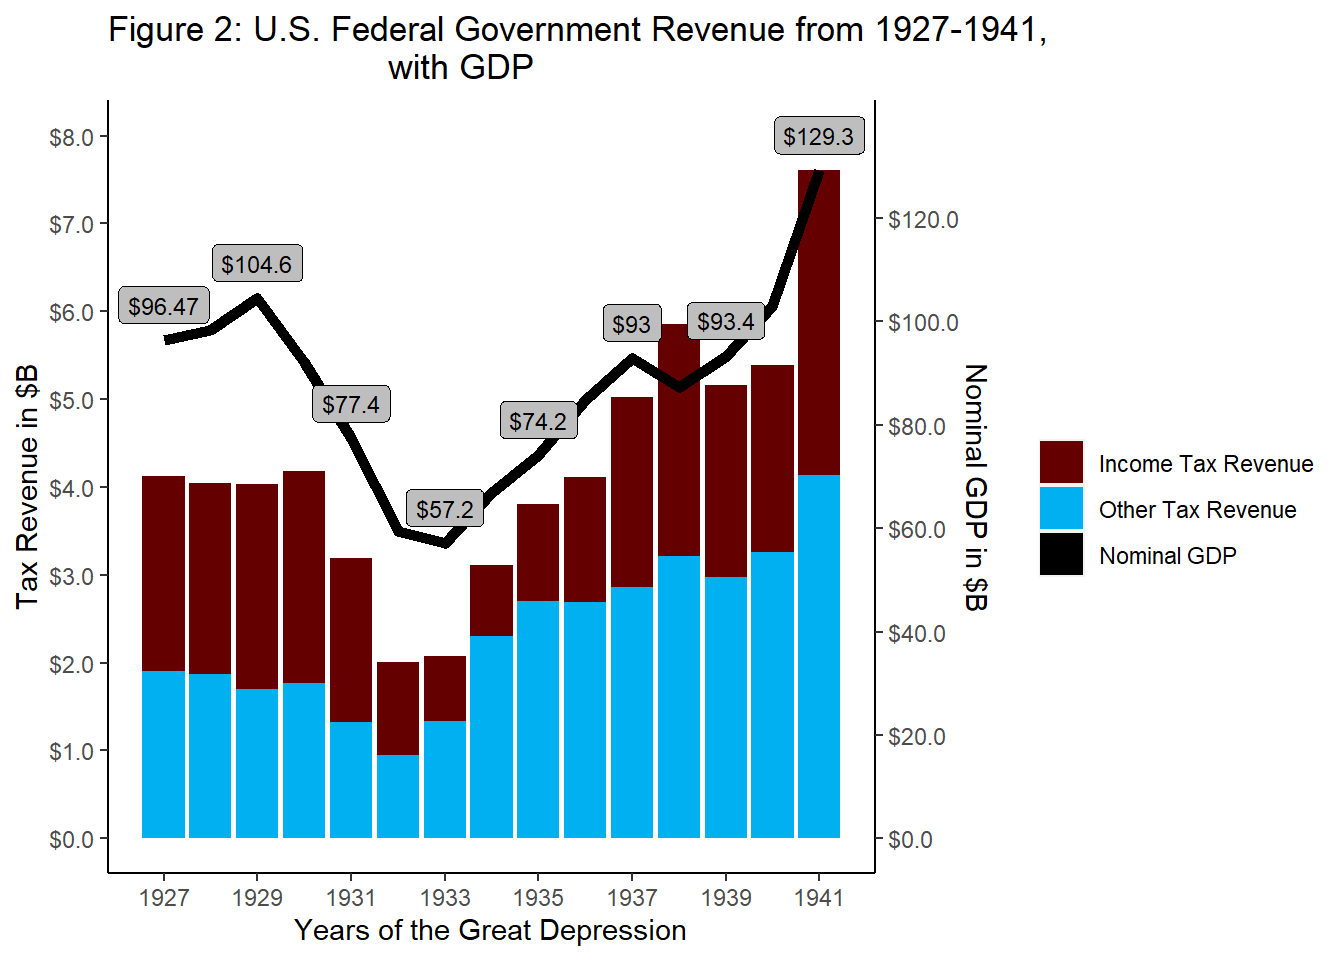 Figure 2: U.S. Federal Government Revenue from 1927-1941,
with GDP
Tax Revenue in $B
$8.0
$7.0
$6.0
$5.0
$4.0
$3.0
$2.0
$1.0
$0.0
$96.47
$104.6
$77.4
$57.2
$74.2
$93
$93.4
$129.3
$120.0
$100.0
$80.0
$60.0
$40.0
$20.0
$0.0
Nominal GDP in $B
1927 1929 1931 1933 1935 1937 1939 1941
Years of the Great Depression
Income Tax Revenue
Other Tax Revenue
Nominal GDP